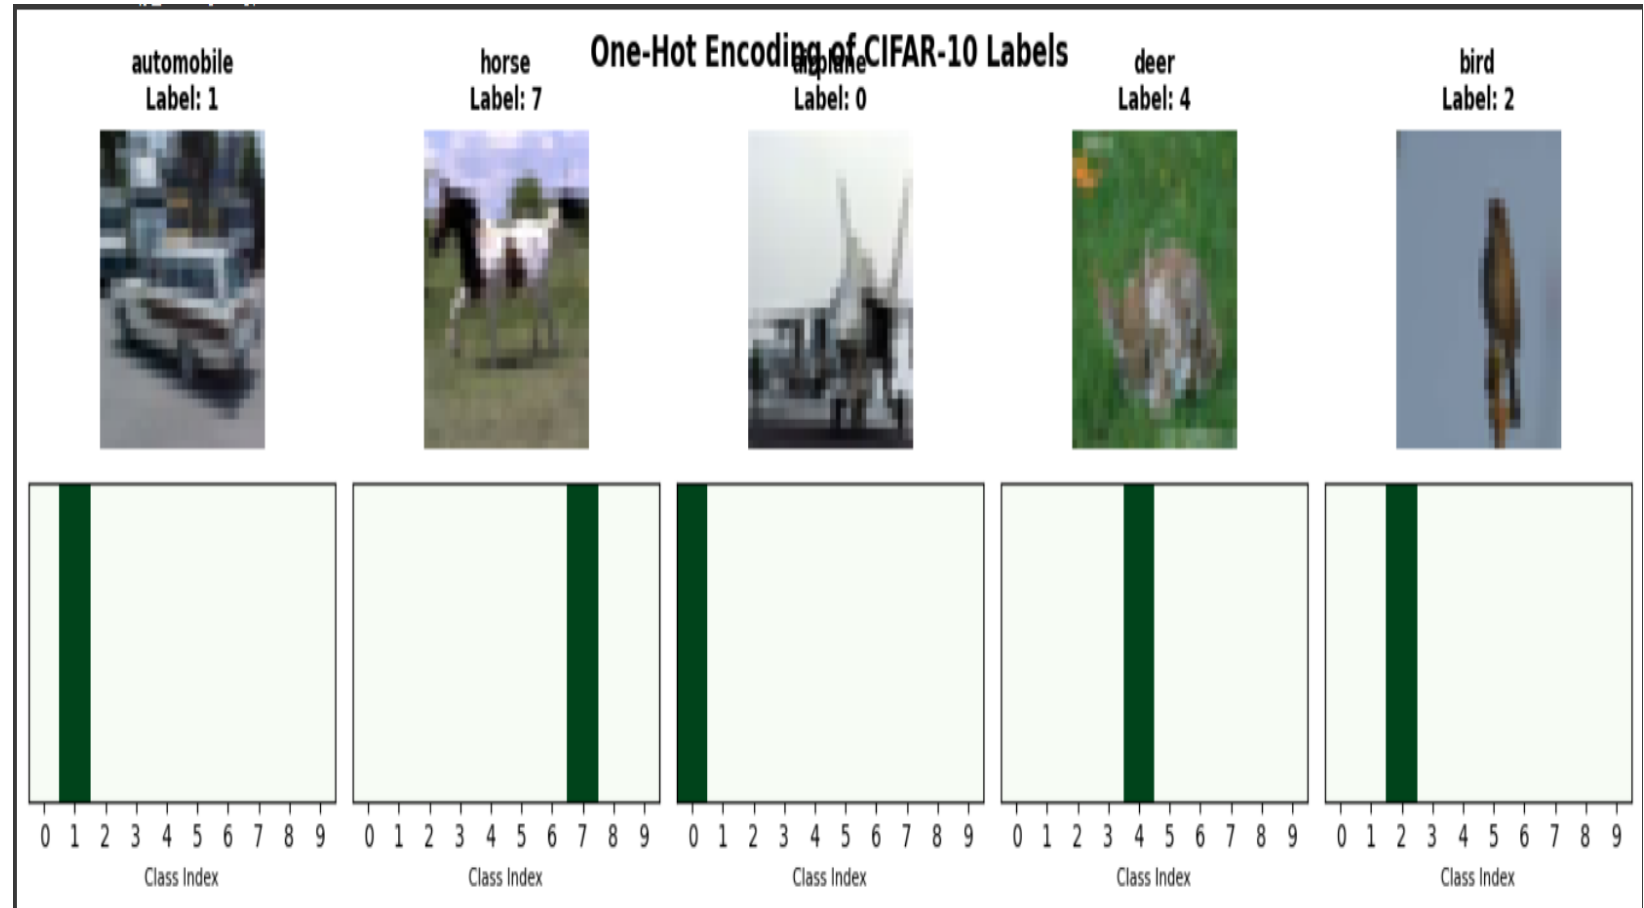 One-Hot Encoding of CIFAR-10 Labels
automobile
Label: 1
horse
Label: 7
airplane
Label: 0
deer
Label: 4
bird
Label: 2
0 1 2 3 4 5 6 7 8 9
Class Index
0 1 2 3 4 5 6 7 8 9
Class Index
0 1 2 3 4 5 6 7 8 9
Class Index
0 1 2 3 4 5 6 7 8 9
Class Index
0 1 2 3 4 5 6 7 8 9
Class Index